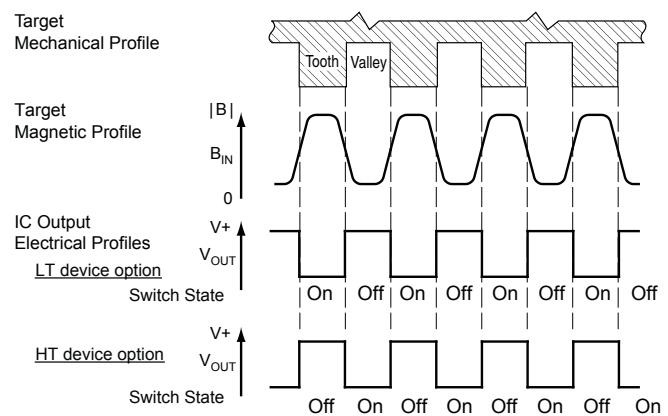 Target
Mechanical Profile
Tooth Valley
Target
Magnetic Profile
|B|
B_IN
0
IC Output
Electrical Profiles
LT device option
V+
V_OUT
Switch State
On Off On Off On Off On Off
HT device option
V+
V_OUT
Switch State
Off On Off On Off On Off On